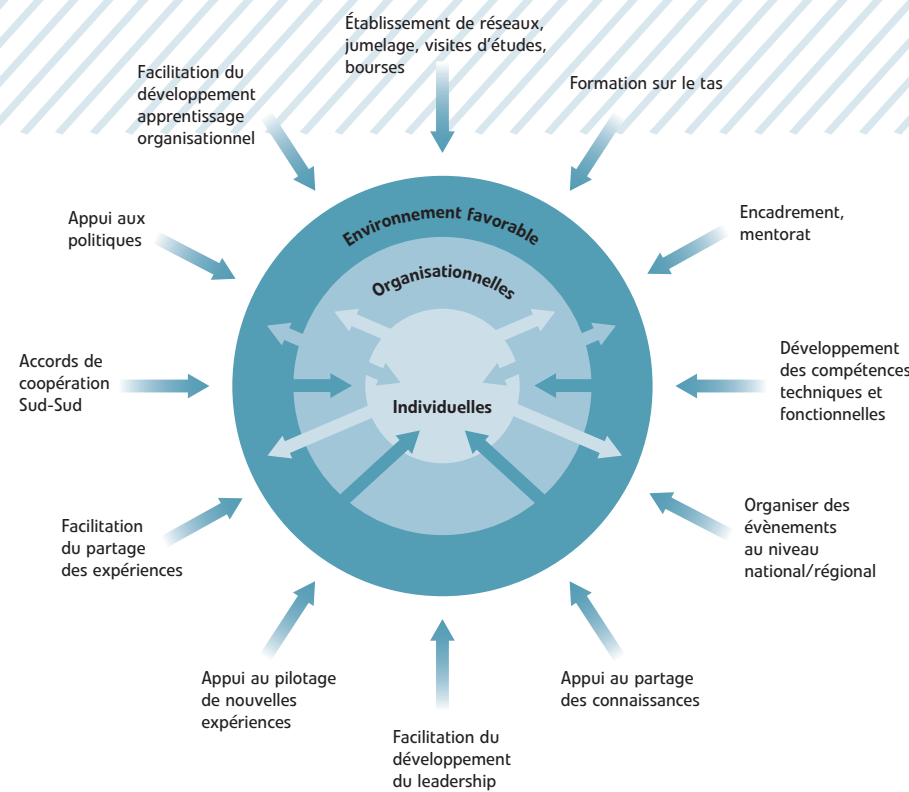 Établissement de réseaux,
jumelage, visites d’études,
bourses
Facilitation du
développement
apprentissage
organisationnel
Formation sur le tas
Appui aux
politiques
Encadrement,
mentorat
Environnement favorable
Organisationnelles
Individuelles
Accords de
coopération
Sud-Sud
Développement
des compétences
techniques et
fonctionnelles
Facilitation
du partage
des expériences
Organiser des
évènements
au niveau
national/régional
Appui au pilotage
de nouvelles
expériences
Appui au partage
des connaissances
Facilitation du
développement
du leadership